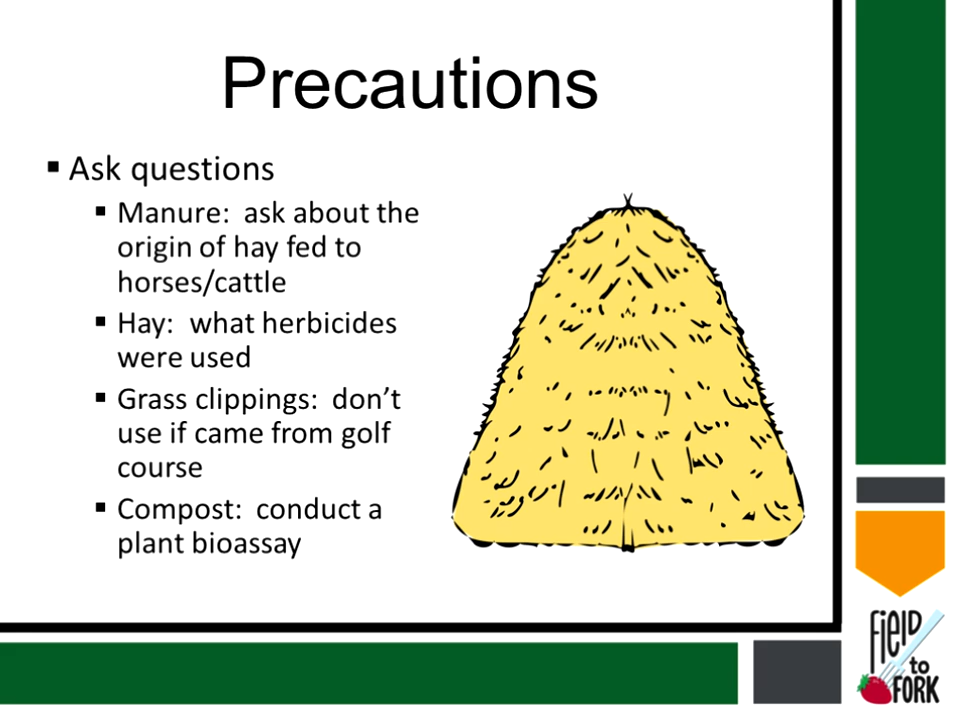 Precautions
▪ Ask questions
▪ Manure:  ask about the
origin of hay fed to
horses/cattle
▪ Hay:  what herbicides
were used
▪ Grass clippings:  don’t
use if came from golf
course
▪ Compost:  conduct a
plant bioassay
FIELD
to
FORK